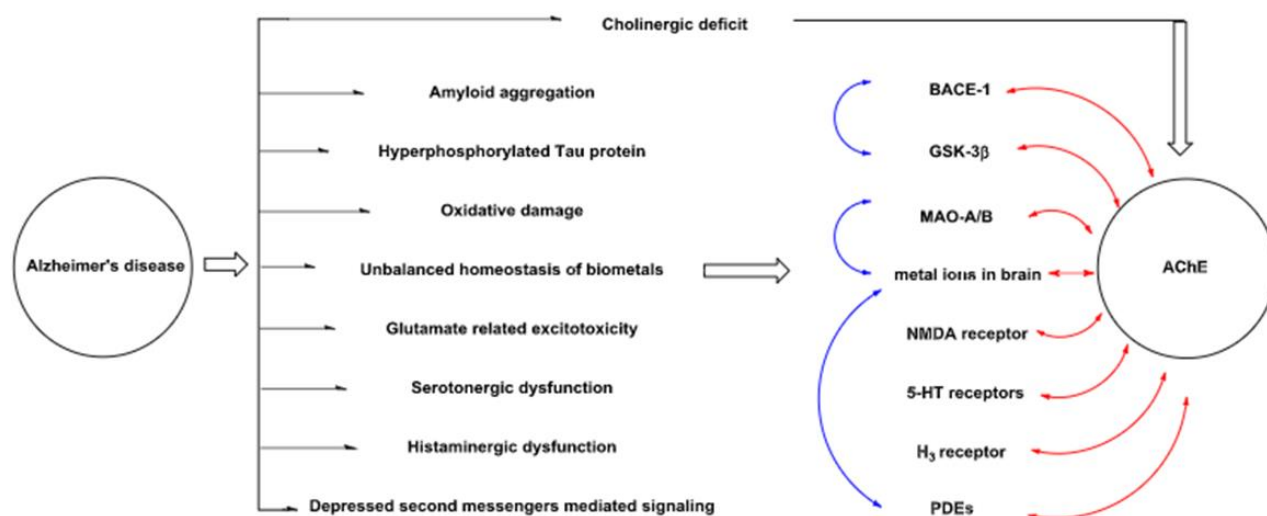 Cholinergic deficit
Amyloid aggregation
BACE-1
Hyperphosphorylated Tau protein
GSK-3β
Oxidative damage
MAO-A/B
Alzheimer's disease
Unbalanced homeostasis of biometals
metal ions in brain
AChE
Glutamate related excitotoxicity
NMDA receptor
Serotonergic dysfunction
5-HT receptors
Histaminergic dysfunction
H₃ receptor
Depressed second messengers mediated signaling
PDEs